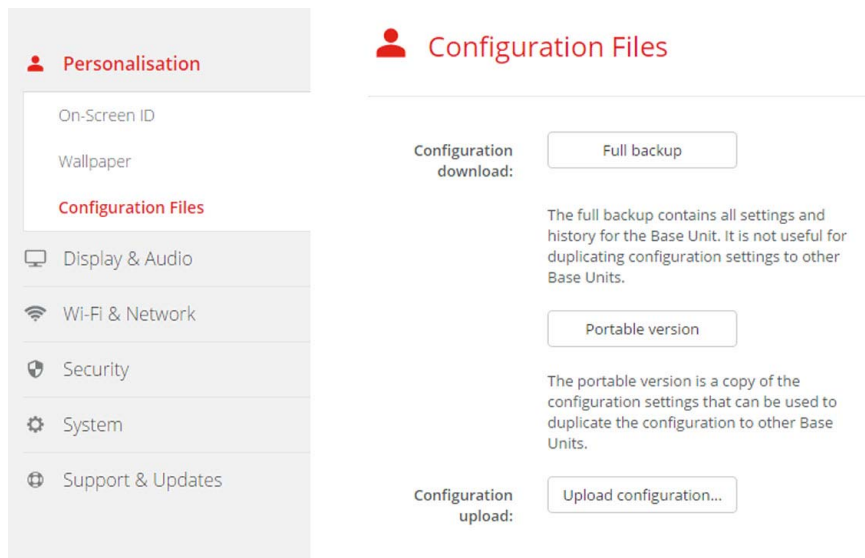 Personalisation
On-Screen ID
Wallpaper
Configuration Files
Display & Audio
Wi-Fi & Network
Security
System
Support & Updates
Configuration Files
Configuration
download:
Full backup
The full backup contains all settings and
history for the Base Unit. It is not useful for
duplicating configuration settings to other
Base Units.
Portable version
The portable version is a copy of the
configuration settings that can be used to
duplicate the configuration to other Base
Units.
Configuration
upload:
Upload configuration...